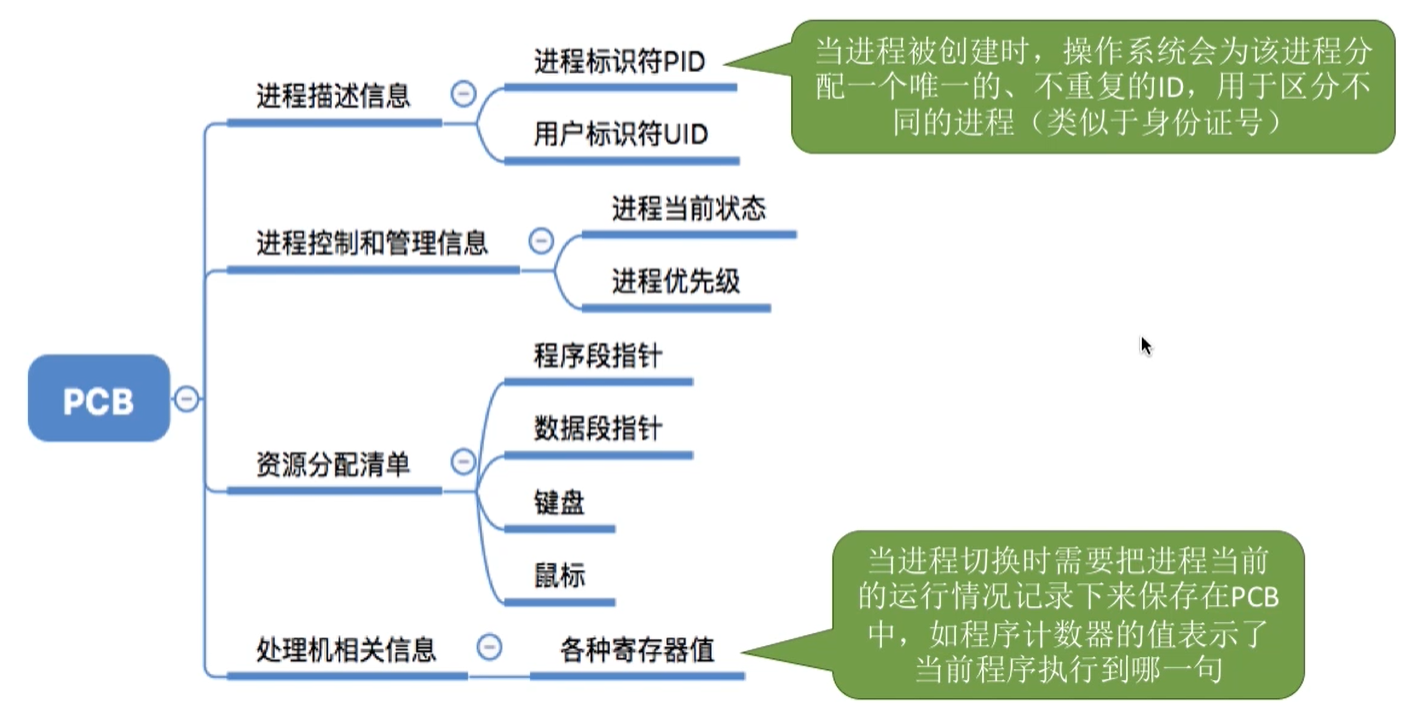 PCB
进程描述信息
进程标识符PID
用户标识符UID
当进程被创建时，操作系统会为该进程分
配一个唯一的、不重复的ID，用于区分不
同的进程（类似于身份证号）
进程控制和管理信息
进程当前状态
进程优先级
资源分配清单
程序段指针
数据段指针
键盘
鼠标
处理机相关信息
各种寄存器值
当进程切换时需要把进程当前
的运行情况记录下来保存在PCB
中，如程序计数器的值表示了
当前程序执行到哪一句